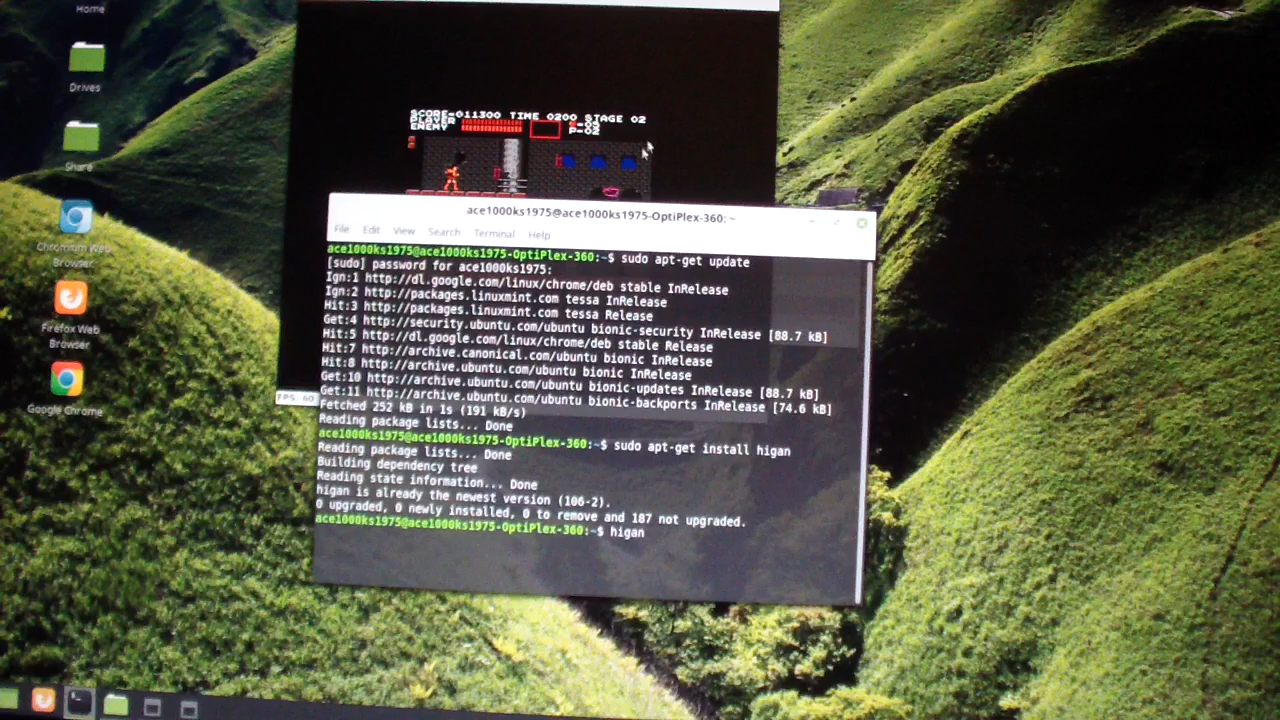 Home
Drives
Share
Chromium Web
Browser
Firefox Web
Browser
Google Chrome
SCORE-011300 TIME 0200 STAGE 02
PLAYER
ENEMY
P-02
FPS: 60
ace1000ks1975@ace1000ks1975-OptiPlex-360: ~
File Edit View Search Terminal Help
ace1000ks1975@ace1000ks1975-OptiPlex-360:~$ sudo apt-get update
[sudo] password for ace1000ks1975:
Ign:1 http://dl.google.com/linux/chrome/deb stable InRelease
Ign:2 http://packages.linuxmint.com tessa InRelease
Hit:3 http://packages.linuxmint.com tessa Release
Get:4 http://security.ubuntu.com/ubuntu bionic-security InRelease [88.7 kB]
Hit:5 http://dl.google.com/linux/chrome/deb stable Release
Hit:7 http://archive.canonical.com/ubuntu bionic InRelease
Hit:8 http://archive.ubuntu.com/ubuntu bionic InRelease
Get:10 http://archive.ubuntu.com/ubuntu bionic-updates InRelease [88.7 kB]
Get:11 http://archive.ubuntu.com/ubuntu bionic-backports InRelease [74.6 kB]
Fetched 252 kB in 1s (191 kB/s)
Reading package lists... Done
ace1000ks1975@ace1000ks1975-OptiPlex-360:~$ sudo apt-get install higan
Reading package lists... Done
Building dependency tree
Reading state information... Done
higan is already the newest version (106-2).
0 upgraded, 0 newly installed, 0 to remove and 187 not upgraded.
ace1000ks1975@ace1000ks1975-OptiPlex-360:~$ higan